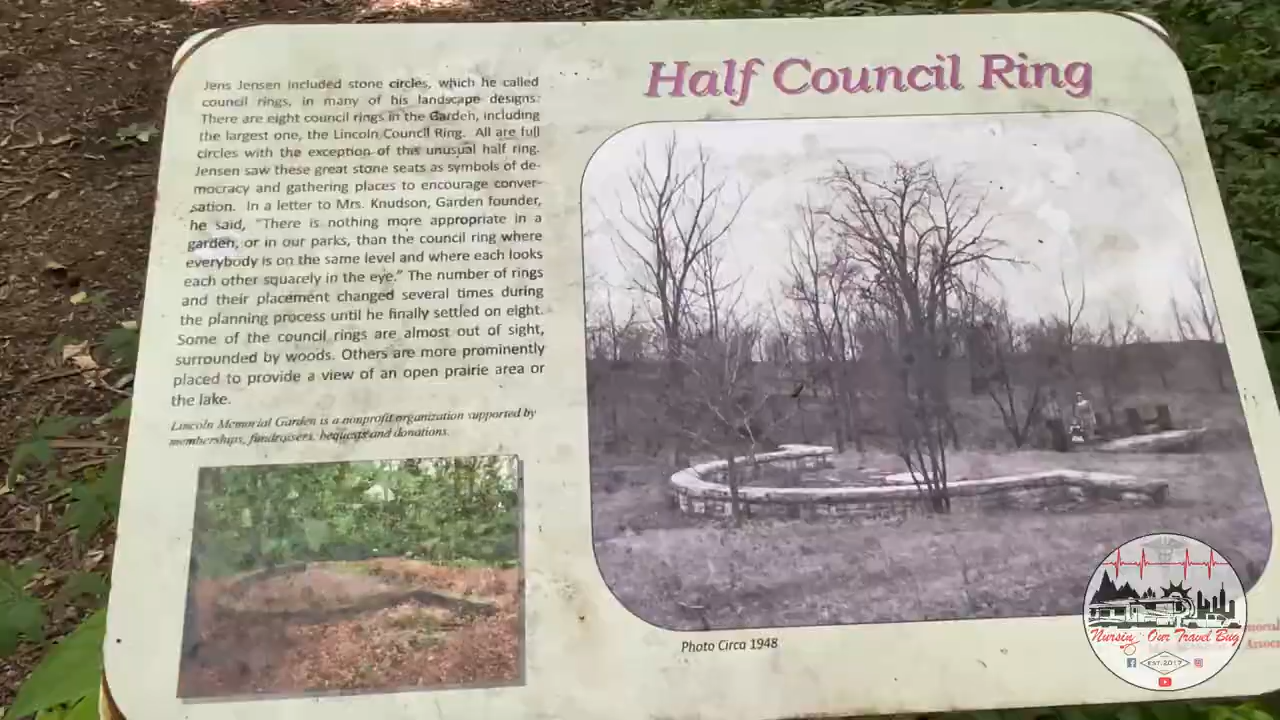 Half Council Ring
Jens Jensen included stone circles, which he called
council rings, in many of his landscape designs.
There are eight council rings in the Garden, including
the largest one, the Lincoln Council Ring. All are full
circles with the exception of this unusual half ring.
Jensen saw these great stone seats as symbols of de-
mocracy and gathering places to encourage conver-
sation. In a letter to Mrs. Knudson, Garden founder,
he said, “There is nothing more appropriate in a
garden, or in our parks, than the council ring where
everybody is on the same level and where each looks
each other squarely in the eye.” The number of rings
and their placement changed several times during
the planning process until he finally settled on eight.
Some of the council rings are almost out of sight,
surrounded by woods. Others are more prominently
placed to provide a view of an open prairie area or
the lake.
Lincoln Memorial Garden is a nonprofit organization supported by
memberships, fundraisers, bequests and donations.
Photo Circa 1948
Nursin' Our Travel Bug
EST. 2017